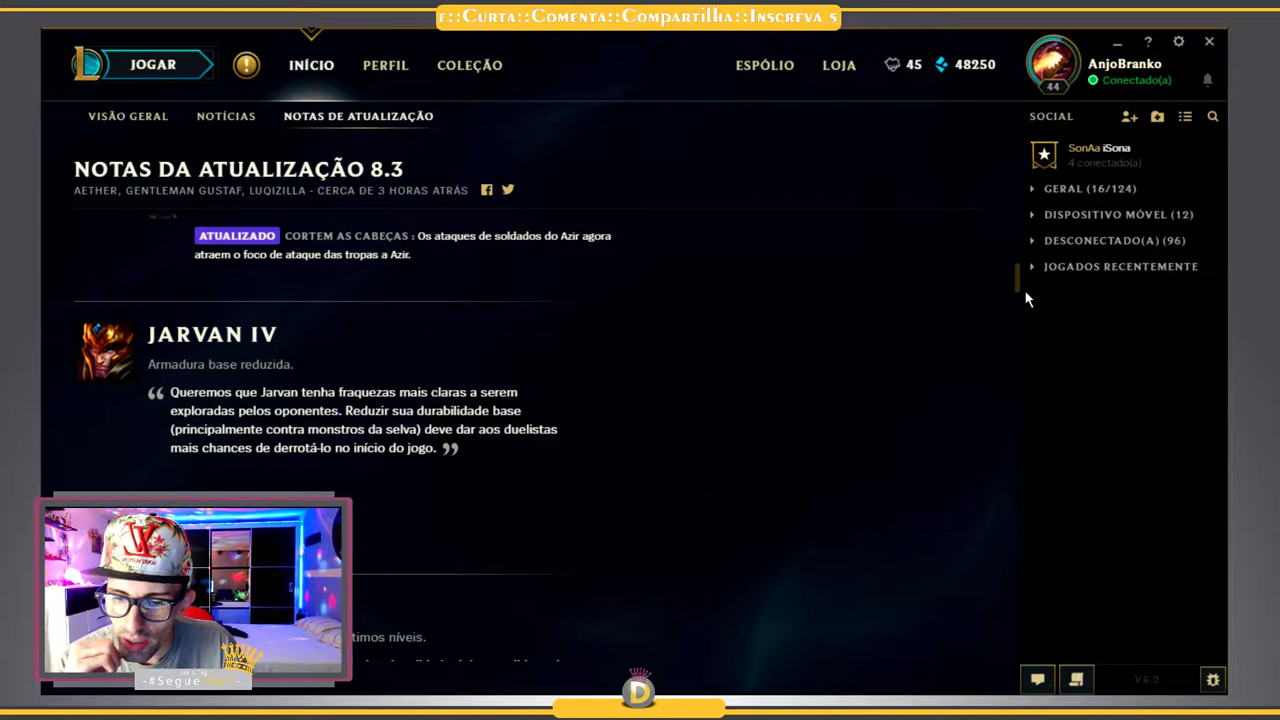 ::Curta::Comenta::Compartilha::Inscreva s
JOGAR
INÍCIO
PERFIL
COLEÇÃO
ESPÓLIO
LOJA
45
48250
AnjoBranko
Conectado(a)
44
VISÃO GERAL
NOTÍCIAS
NOTAS DE ATUALIZAÇÃO
SOCIAL
NOTAS DA ATUALIZAÇÃO 8.3
AETHER, GENTLEMAN GUSTAF, LUQIZILLA - CERCA DE 3 HORAS ATRÁS
SonAa iSona
4 conectado(a)
GERAL (16/124)
DISPOSITIVO MÓVEL (12)
DESCONECTADO(A) (96)
JOGADOS RECENTEMENTE
ATUALIZADO CORTEM AS CABEÇAS : Os ataques de soldados do Azir agora
atraem o foco de ataque das tropas a Azir.
JARVAN IV
Armadura base reduzida.
Queremos que Jarvan tenha fraquezas mais claras a serem
exploradas pelos oponentes. Reduzir sua durabilidade base
(principalmente contra monstros da selva) deve dar aos duelistas
mais chances de derrotá-lo no início do jogo.
timos níveis.
-#Segue
D
V8.2